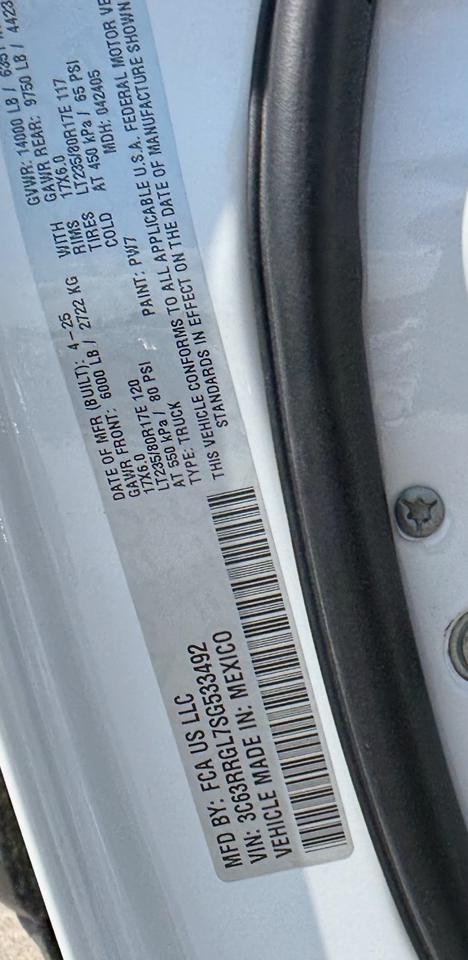 MFD BY: FCA US LLC
VIN: 3C63RRGL7SG533492
VEHICLE MADE IN: MEXICO
DATE OF MFR (BUILT): 4-25
GVWR: 14000 LB /
GAWR FRONT: 6000 LB / 2722 KG
WITH
GAWR REAR: 9750 LB / 4423
17X6.0
RIMS
17X6.0
LT235/80R17E 120
TIRES
LT235/80R17E 117
AT 550 kPa / 80 PSI
COLD
AT 450 kPa / 65 PSI
TYPE: TRUCK
PAINT: PW7
MDH: 042405
THIS VEHICLE CONFORMS TO ALL APPLICABLE U.S.A. FEDERAL MOTOR
STANDARDS IN EFFECT ON THE DATE OF MANUFACTURE SHOWN